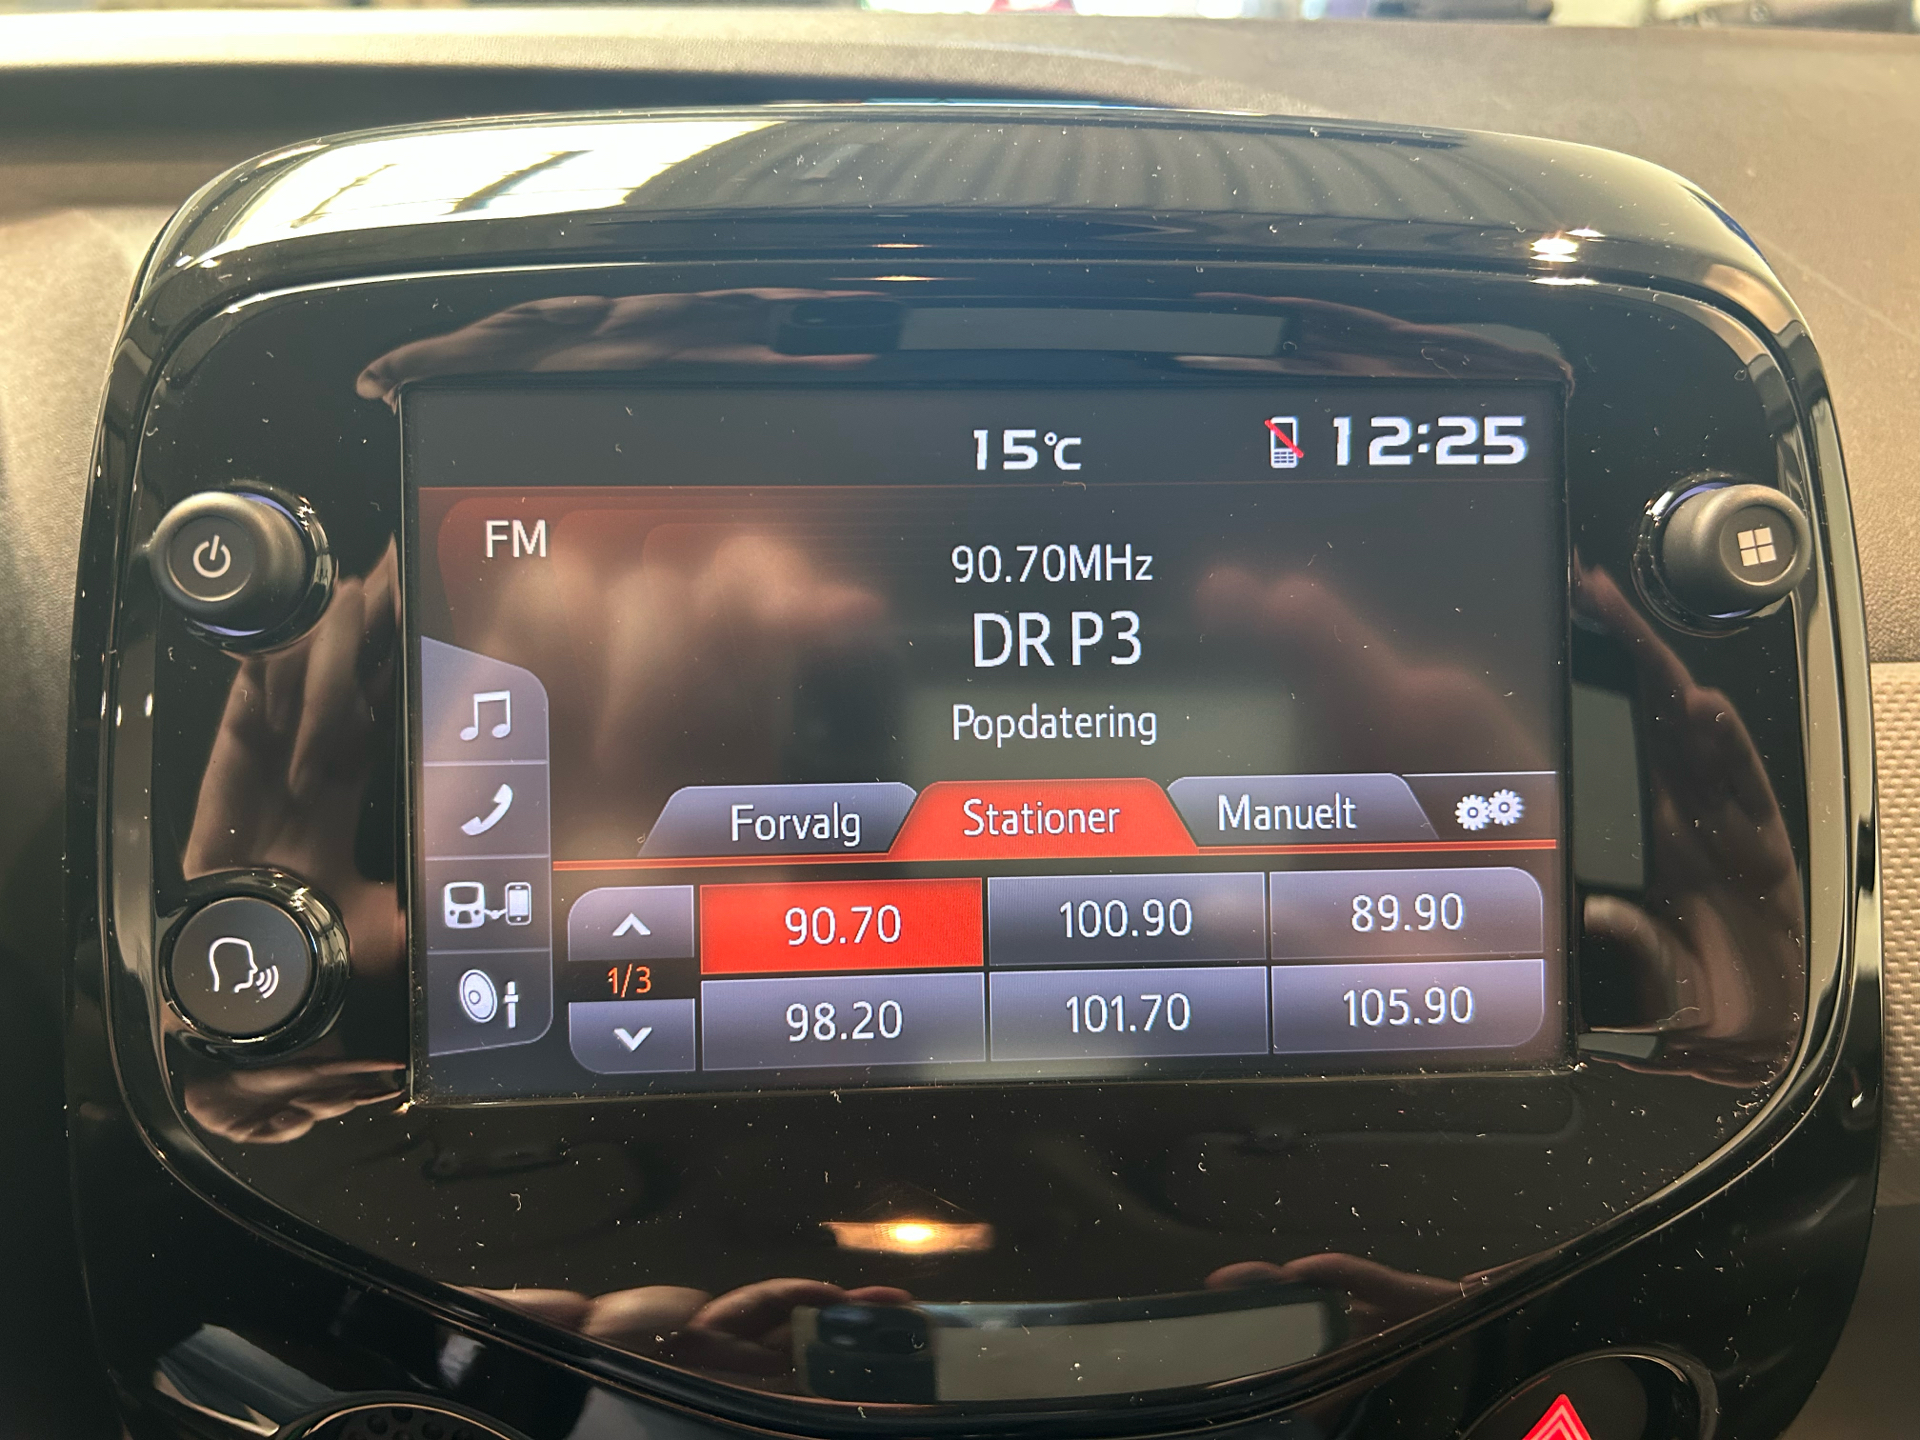 15°C
12:25
FM
90.70MHz
DR P3
Popdatering
Forvalg
Stationer
Manuelt
90.70
100.90
89.90
1/3
98.20
101.70
105.90